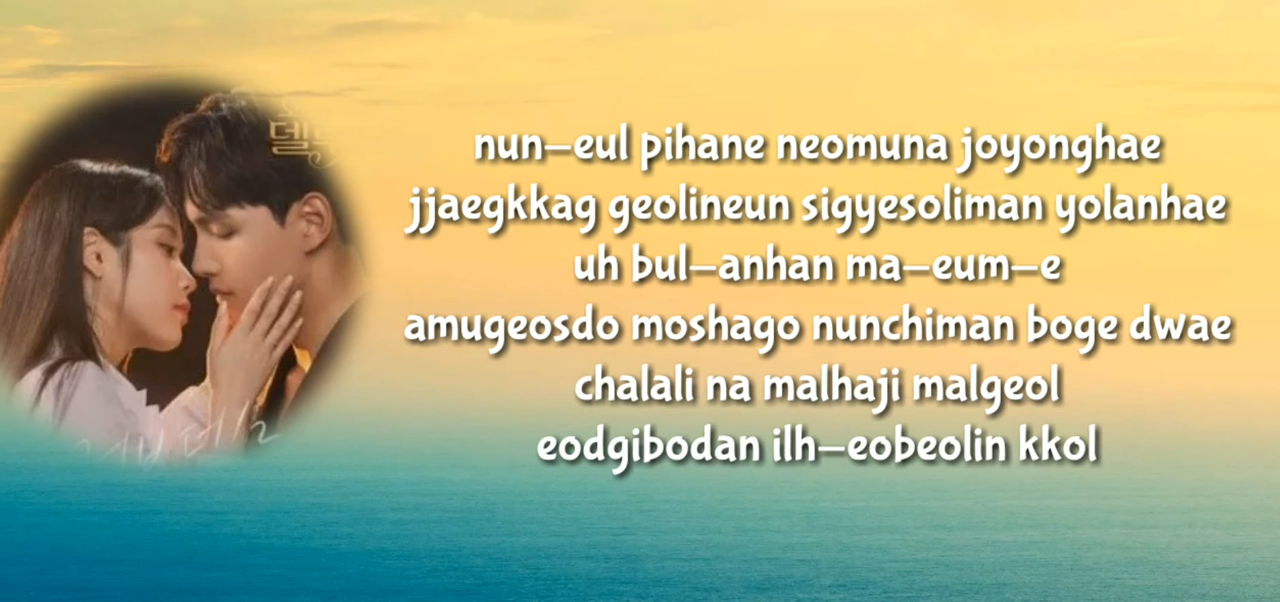 nun-eul pihane neomuna joyonghae
jjaegkkag geolineun sigyesoliman yolanhae
uh bul-anhan ma-eum-e
amugeosdo moshago nunchiman boge dwae
chalali na malhaji malgeol
eodgibodan ilh-eobeolin kkol